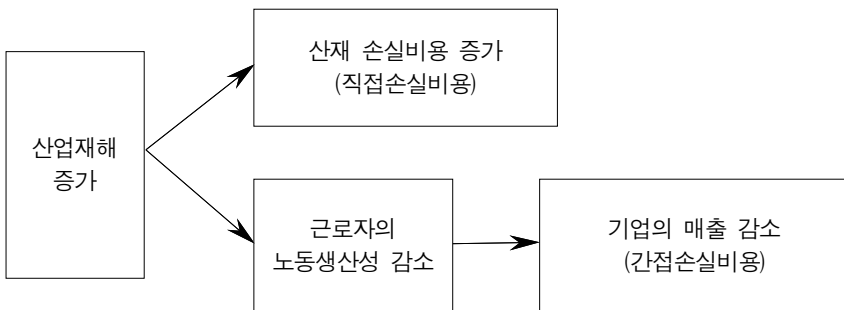 산재 손실비용 증가
(직접손실비용)
산업재해
증가
근로자의
노동생산성 감소
기업의 매출 감소
(간접손실비용)